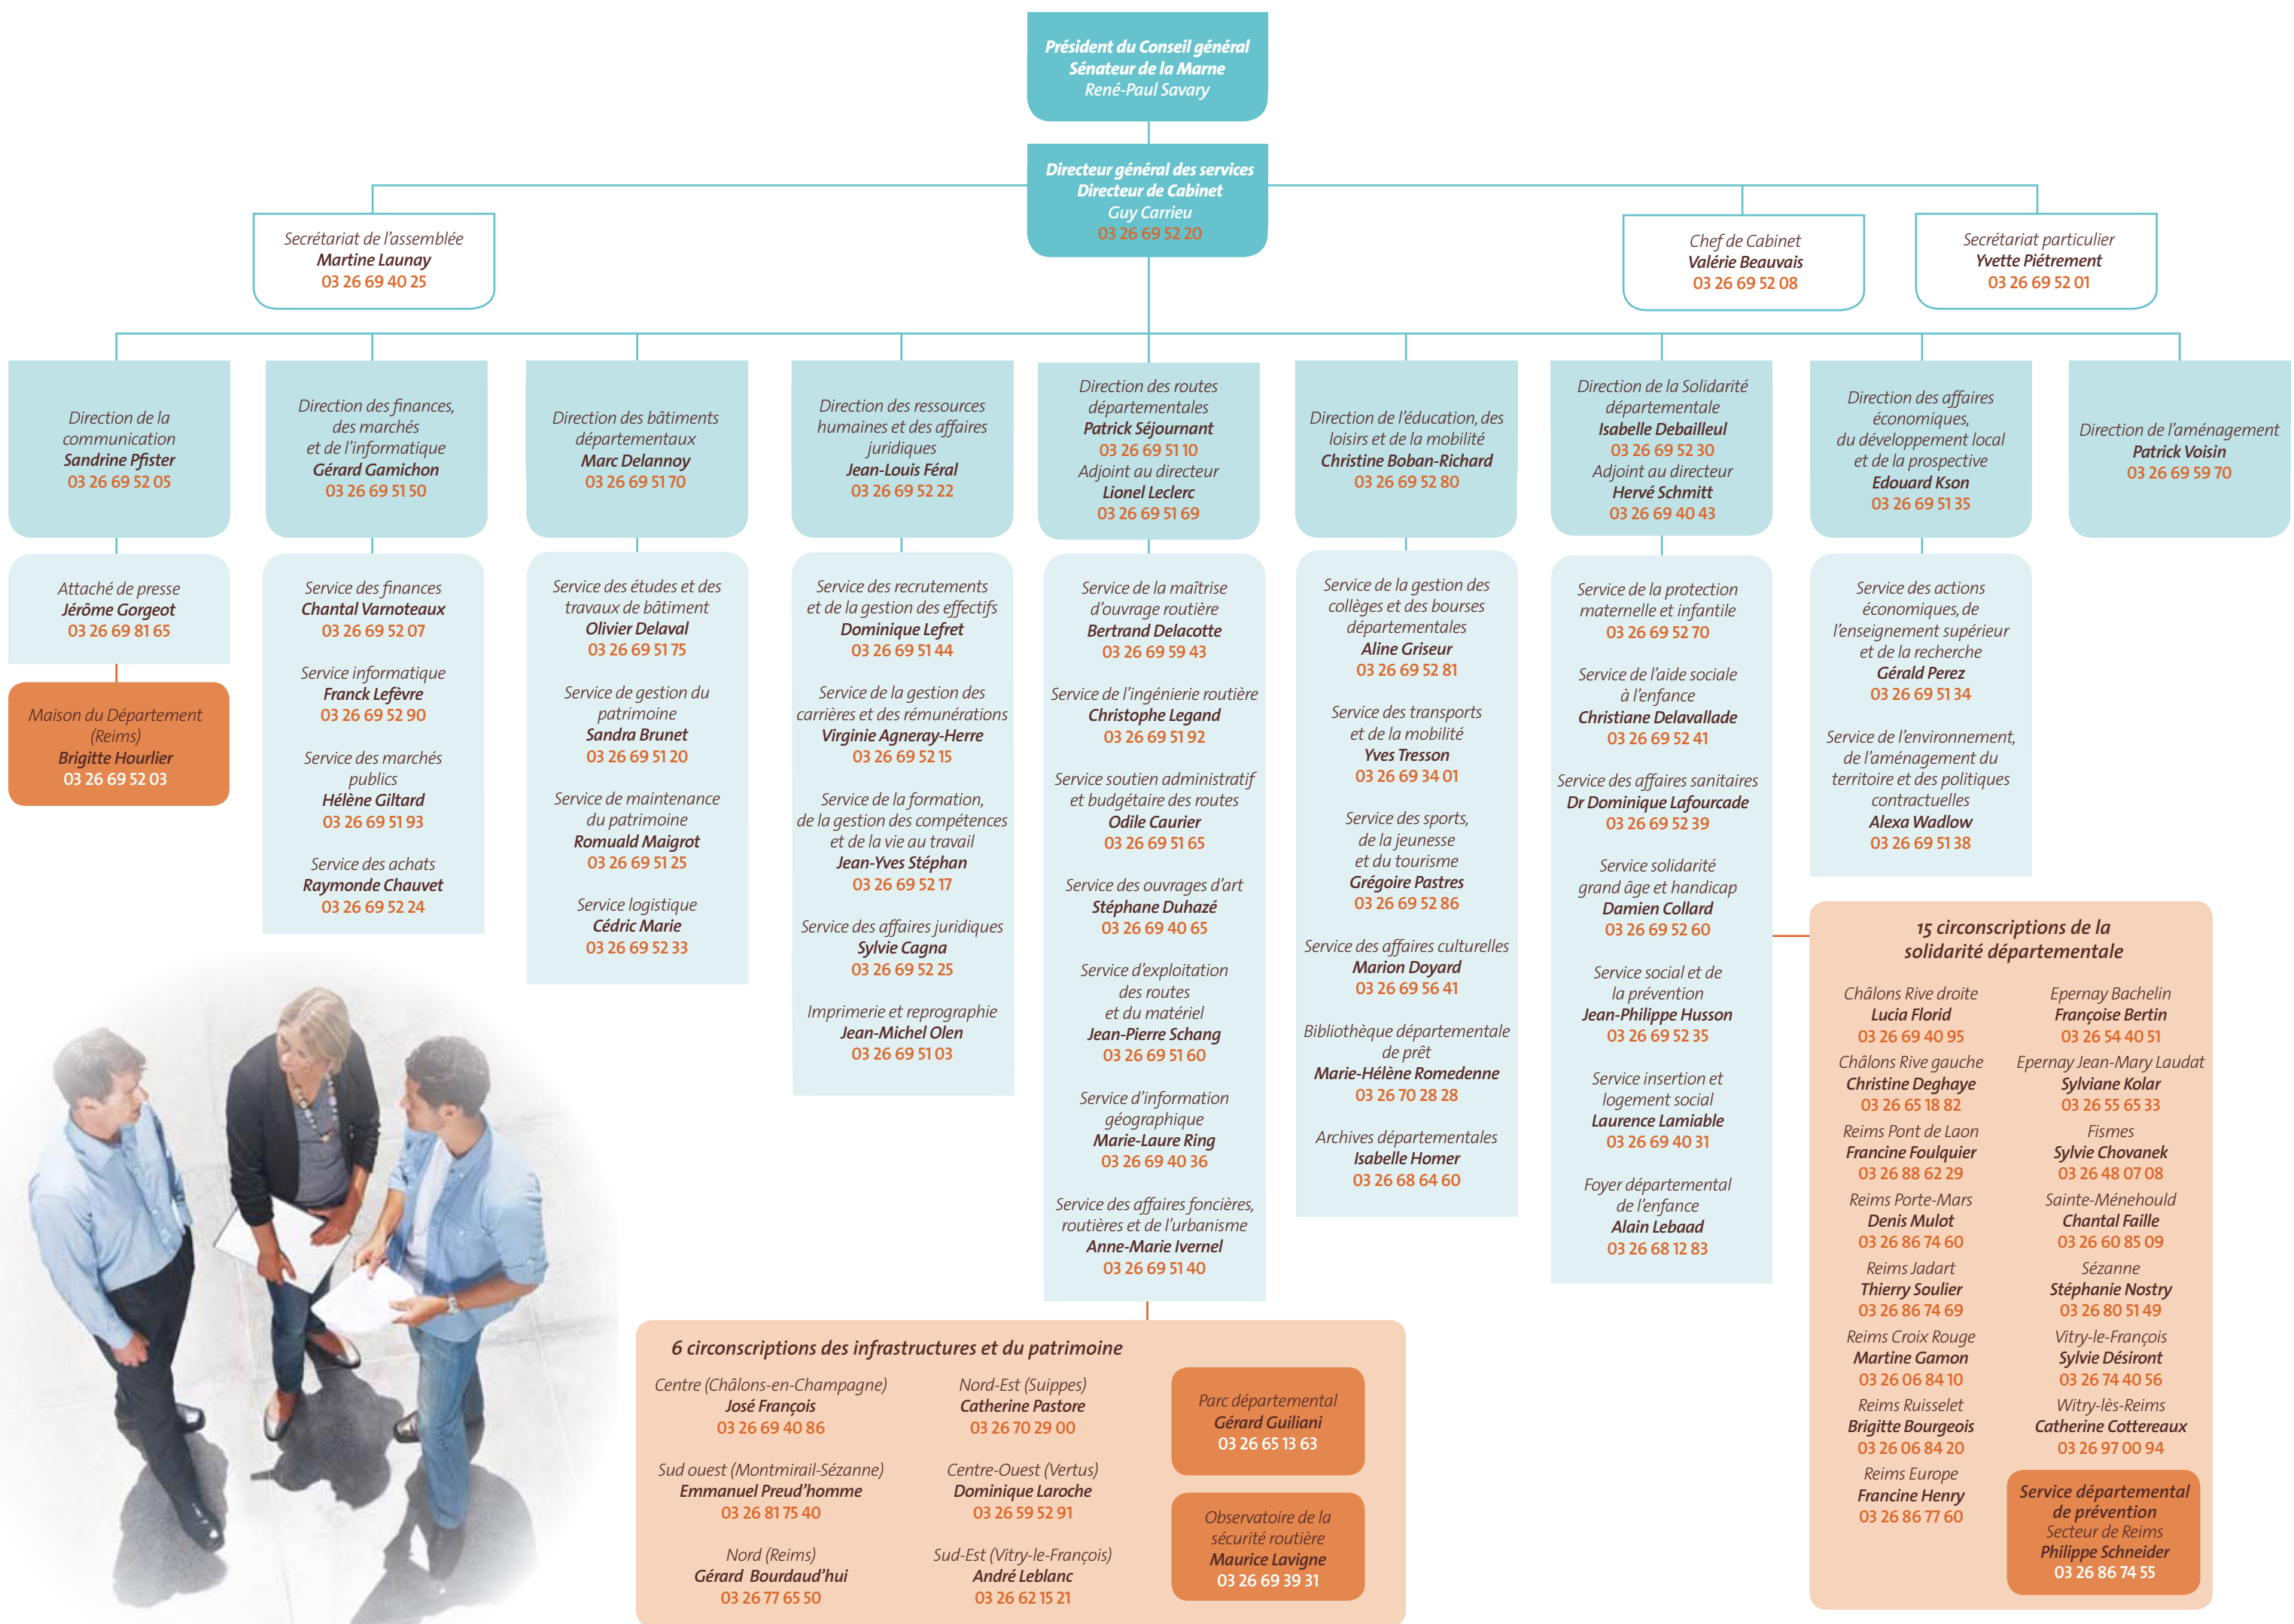 Président du Conseil général
Sénateur de la Marne
René-Paul Savary
Directeur général des services
Directeur de Cabinet
Guy Carrieu
03 26 69 52 20
Secrétariat de l'assemblée
Martine Launay
03 26 69 40 25
Chef de Cabinet
Valérie Beauvais
03 26 69 52 08
Secrétariat particulier
Yvette Piétrement
03 26 69 52 01
Direction de la
communication
Sandrine Pfister
03 26 69 52 05
Attaché de presse
Jérôme Gorgeot
03 26 69 81 65
Maison du Département
(Reims)
Brigitte Hourlier
03 26 69 52 03
Direction des finances,
des marchés
et de l'informatique
Gérard Gamichon
03 26 69 51 50
Service des finances
Chantal Varnoteaux
03 26 69 52 07
Service informatique
Franck Lefèvre
03 26 69 52 90
Service des marchés
publics
Hélène Giltard
03 26 69 51 93
Service des achats
Raymonde Chauvet
03 26 69 52 24
Direction des bâtiments
départementaux
Marc Delannoy
03 26 69 51 70
Service des études et des
travaux de bâtiment
Olivier Delaval
03 26 69 51 75
Service de gestion du
patrimoine
Sandra Brunet
03 26 69 51 20
Service de maintenance
du patrimoine
Romuald Maigrot
03 26 69 51 25
Service logistique
Cédric Marie
03 26 69 52 33
Direction des ressources
humaines et des affaires
juridiques
Jean-Louis Féral
03 26 69 52 22
Service des recrutements
et de la gestion des effectifs
Dominique Lefret
03 26 69 51 44
Service de la gestion des
carrières et des rémunérations
Virginie Agneray-Herre
03 26 69 52 15
Service de la formation,
de la gestion des compétences
et de la vie au travail
Jean-Yves Stéphan
03 26 69 52 17
Service des affaires juridiques
Sylvie Cagna
03 26 69 52 25
Imprimerie et reprographie
Jean-Michel Olen
03 26 69 51 03
Direction des routes
départementales
Patrick Séjournant
03 26 69 51 10
Adjoint au directeur
Lionel Leclerc
03 26 69 51 69
Service de la maîtrise
d'ouvrage routière
Bertrand Delacotte
03 26 69 59 43
Service de l'ingénierie routière
Christophe Legand
03 26 69 51 92
Service soutien administratif
et budgétaire des routes
Odile Caurier
03 26 69 51 65
Service des ouvrages d'art
Stéphane Duhazé
03 26 69 40 65
Service d'exploitation
des routes
et du matériel
Jean-Pierre Schang
03 26 69 51 60
Service d'information
géographique
Marie-Laure Ring
03 26 69 40 36
Service des affaires foncières,
routières et de l'urbanisme
Anne-Marie Ivernel
03 26 69 51 40
Direction de l'éducation, des
loisirs et de la mobilité
Christine Boban-Richard
03 26 69 52 80
Service de la gestion des
collèges et des bourses
départementales
Aline Griseur
03 26 69 52 81
Service des transports
et de la mobilité
Yves Tresson
03 26 69 34 01
Service des sports,
de la jeunesse
et du tourisme
Grégoire Pastres
03 26 69 52 86
Service des affaires culturelles
Marion Doyard
03 26 69 56 41
Bibliothèque départementale
de prêt
Marie-Hélène Romedenne
03 26 70 28 28
Archives départementales
Isabelle Homer
03 26 68 64 60
Direction de la Solidarité
départementale
Isabelle Debailleul
03 26 69 52 30
Adjoint au directeur
Hervé Schmitt
03 26 69 40 43
Service de la protection
maternelle et infantile
03 26 69 52 70
Service de l'aide sociale
à l'enfance
Christiane Delavallade
03 26 69 52 41
Service des affaires sanitaires
Dr Dominique Lafourcade
03 26 69 52 39
Service solidarité
grand âge et handicap
Damien Collard
03 26 69 52 60
Service social et de
la prévention
Jean-Philippe Husson
03 26 69 52 35
Service insertion et
logement social
Laurence Lamiable
03 26 69 40 31
Foyer départemental
de l'enfance
Alain Lebaad
03 26 68 12 83
Direction des affaires
économiques,
du développement local
et de la prospective
Edouard Kson
03 26 69 51 35
Service des actions
économiques, de
l'enseignement supérieur
et de la recherche
Gérald Perez
03 26 69 51 34
Service de l'environnement,
de l'aménagement du
territoire et des politiques
contractuelles
Alexa Wadlow
03 26 69 51 38
Direction de l'aménagement
Patrick Voisin
03 26 69 59 70
15 circonscriptions de la
solidarité départementale
Châlons Rive droite
Lucia Florid
03 26 69 40 95
Châlons Rive gauche
Christine Deghaye
03 26 65 18 82
Reims Pont de Laon
Francine Foulquier
03 26 88 62 29
Reims Porte-Mars
Denis Mulot
03 26 86 74 60
Reims Jadart
Thierry Soulier
03 26 86 74 69
Reims Croix Rouge
Martine Gamon
03 26 06 84 10
Reims Ruisselet
Brigitte Bourgeois
03 26 06 84 20
Reims Europe
Francine Henry
03 26 86 77 60
Epernay Bachelin
Françoise Bertin
03 26 54 40 51
Epernay Jean-Mary Laudat
Sylviane Kolar
03 26 55 65 33
Fismes
Sylvie Chovanek
03 26 48 07 08
Sainte-Ménehould
Chantal Faille
03 26 60 85 09
Sézanne
Stéphanie Nostry
03 26 80 51 49
Vitry-le-François
Sylvie Désiront
03 26 74 40 56
Witry-lès-Reims
Catherine Cottereaux
03 26 97 00 94
Service départemental
de prévention
Secteur de Reims
Philippe Schneider
03 26 86 74 55
6 circonscriptions des infrastructures et du patrimoine
Centre (Châlons-en-Champagne)
José François
03 26 69 40 86
Sud ouest (Montmirail-Sézanne)
Emmanuel Preud'homme
03 26 81 75 40
Nord (Reims)
Gérard Bourdaud'hui
03 26 77 65 50
Nord-Est (Suippes)
Catherine Pastore
03 26 70 29 00
Centre-Ouest (Vertus)
Dominique Laroche
03 26 59 52 91
Sud-Est (Vitry-le-François)
André Leblanc
03 26 62 15 21
Parc départemental
Gérard Guiliani
03 26 65 13 63
Observatoire de la
sécurité routière
Maurice Lavigne
03 26 69 39 31